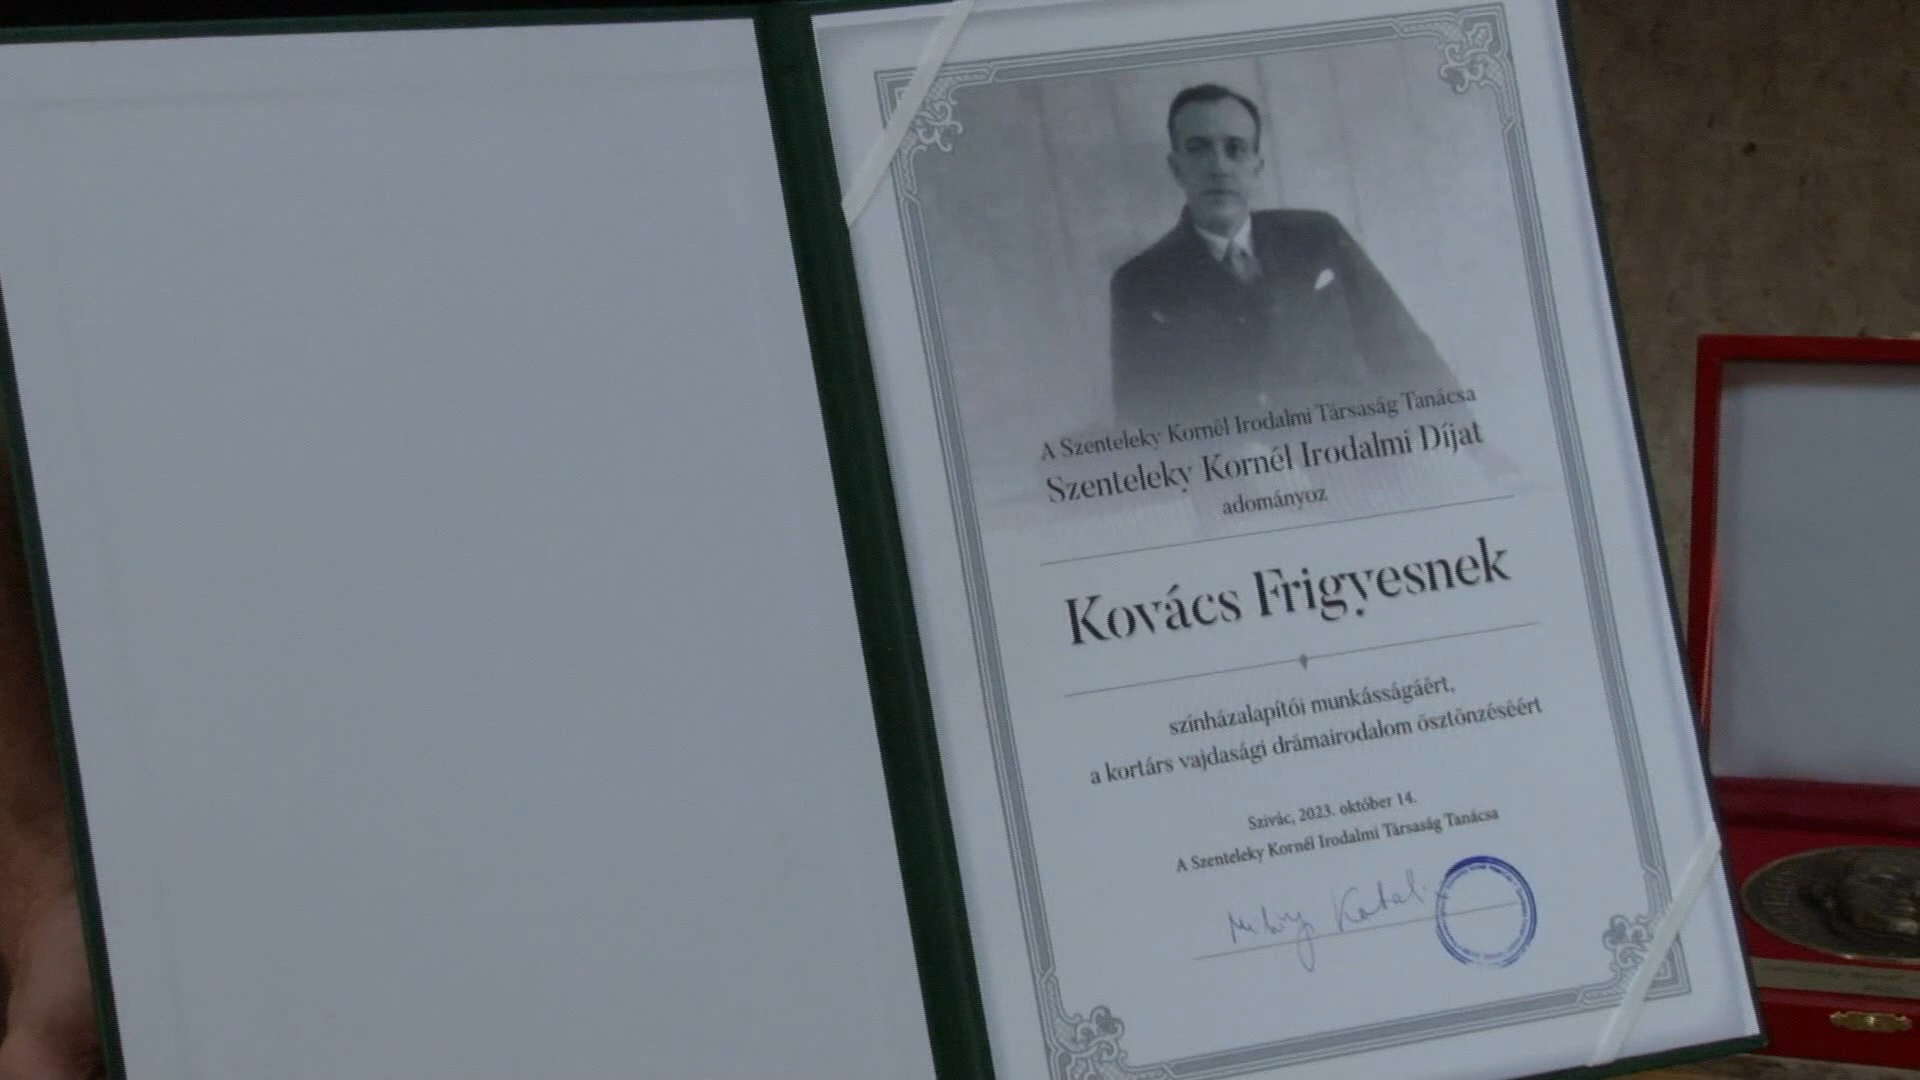 A Szenteleky Kornél Irodalmi Társaság Tanácsa
Szenteleky Kornél Irodalmi Díjat
adományoz
Kovács Frigyesnek
színházalapítói munkásságáért,
a kortárs vajdasági drámairodalom ösztönzéséért
Szivác, 2023. október 14.
A Szenteleky Kornél Irodalmi Társaság Tanácsa